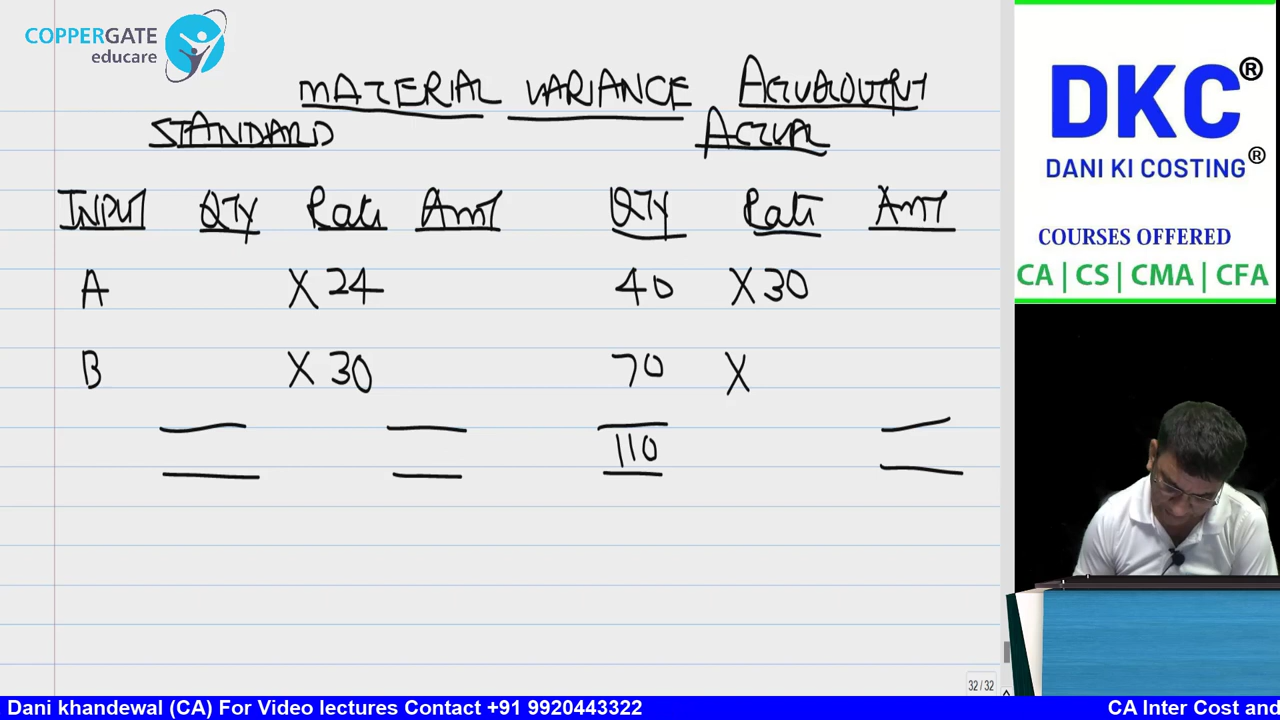 COPPERGATE
educare
MATERIAL VARIANCE
STANDARD ACTUAL
INPUT QTY Rate Amt QTY Rate Amt
A X 24 40 X 30
B X 30 70 X
110
32 / 32
DKC®
DANI KI COSTING®
COURSES OFFERED
CA | CS | CMA | CFA
Dani khandewal (CA) For Video lectures Contact +91 9920443322
CA Inter Cost and